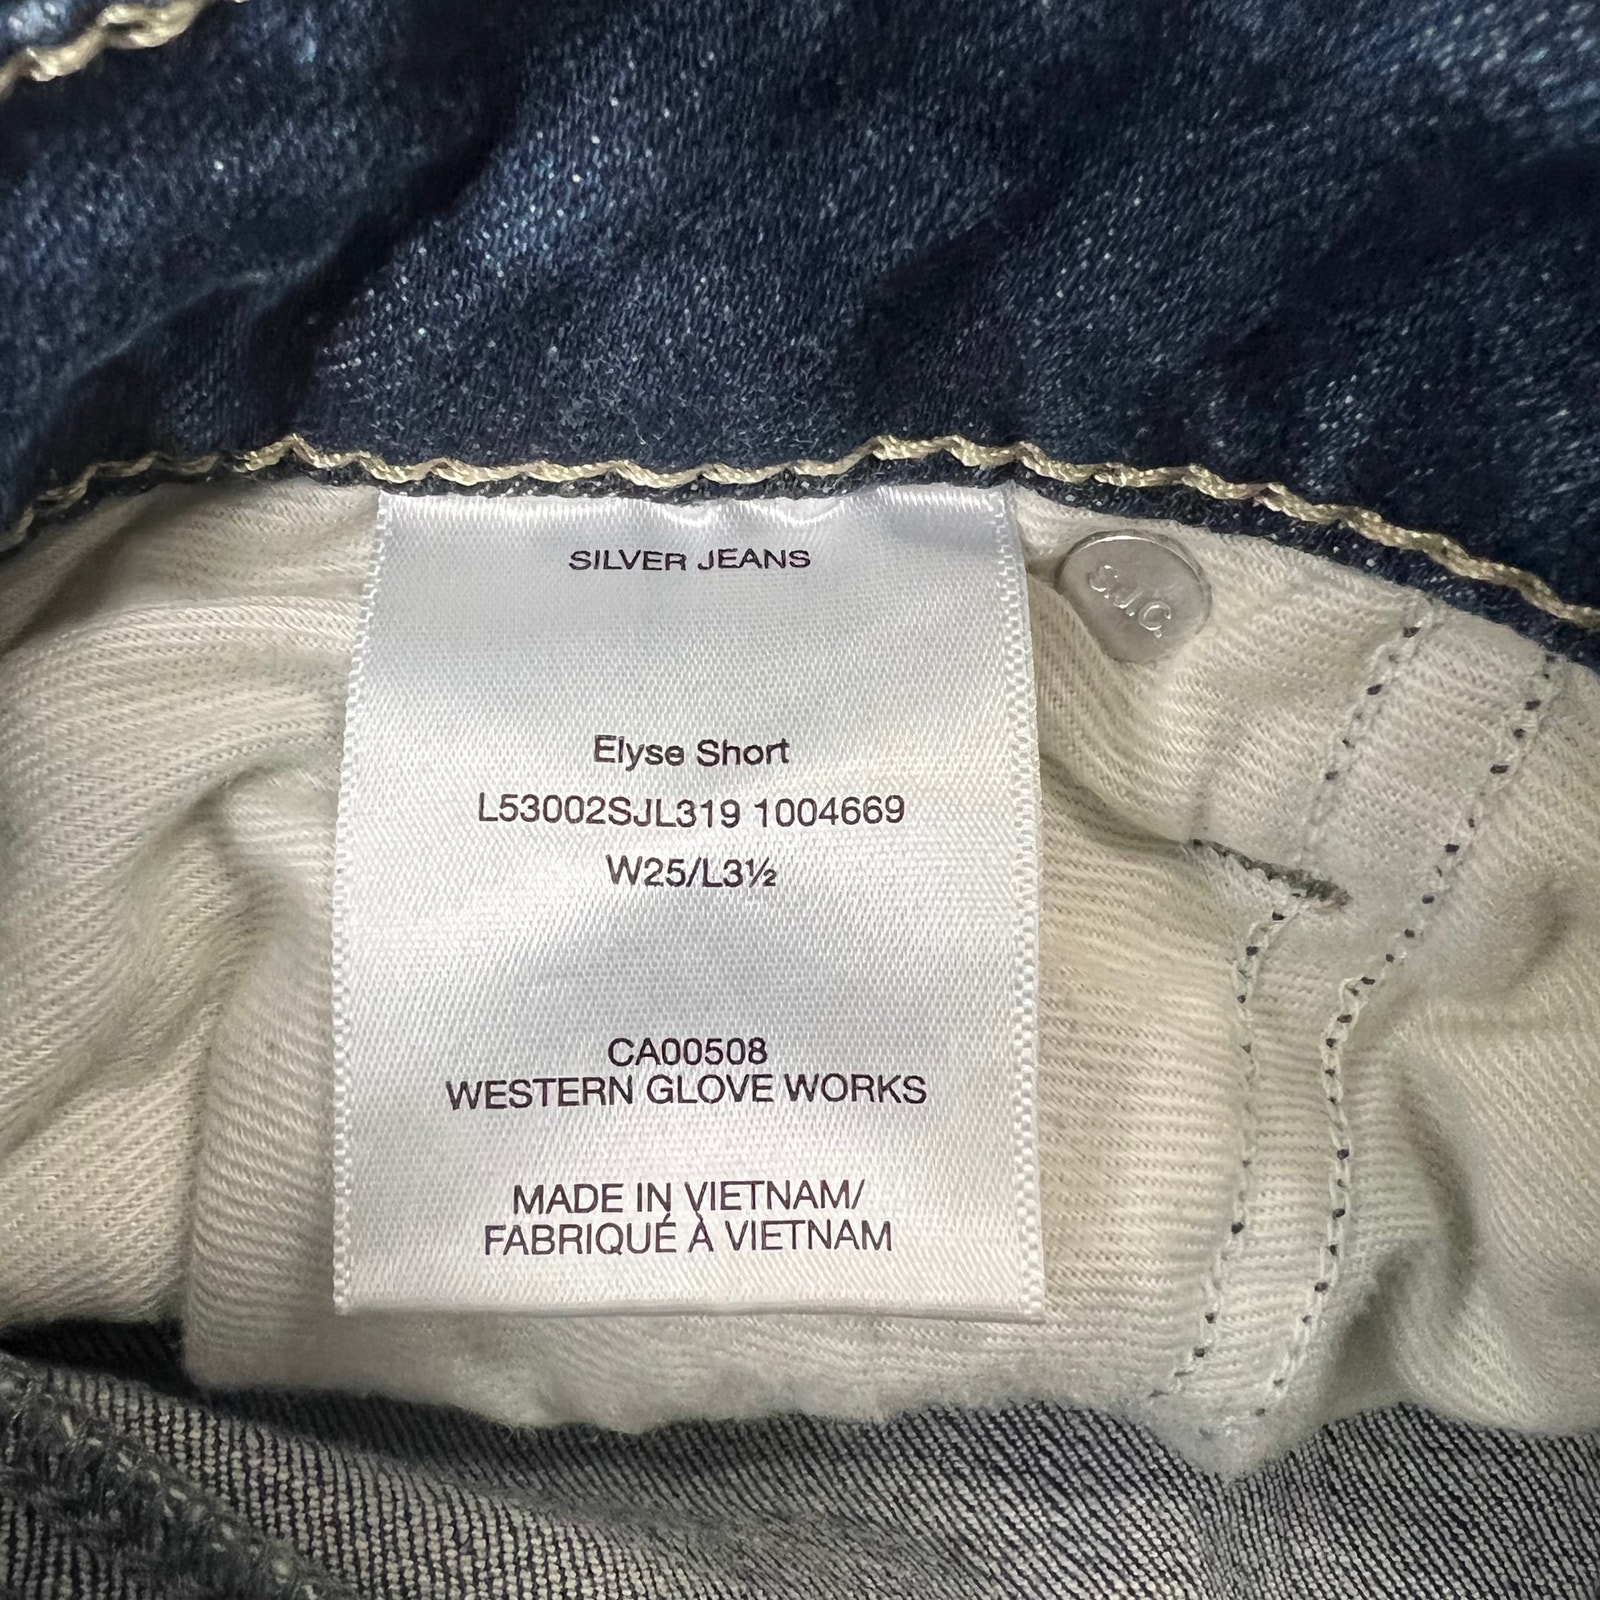 SILVER JEANS
S.J.C.
Elyse Short
L53002SJL319 1004669
W25/L3½
CA00508
WESTERN GLOVE WORKS
MADE IN VIETNAM/
FABRIQUÉ À VIETNAM